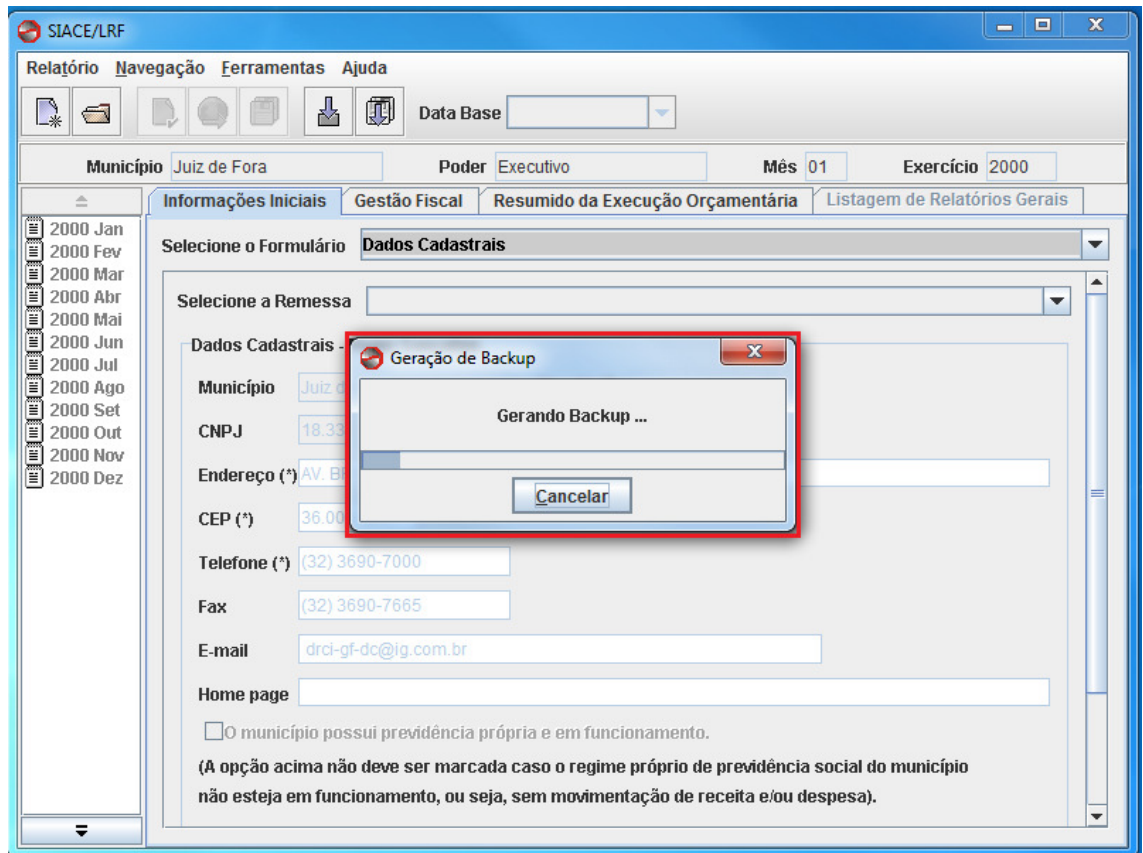 SIACE/LRF
Relatório Navegação Ferramentas Ajuda
Data Base
Município Juiz de Fora Poder Executivo Mês 01 Exercício 2000
Informações Iniciais Gestão Fiscal Resumido da Execução Orçamentária Listagem de Relatórios Gerais
2000 Jan
2000 Fev
2000 Mar
2000 Abr
2000 Mai
2000 Jun
2000 Jul
2000 Ago
2000 Set
2000 Out
2000 Nov
2000 Dez
Selecione o Formulário Dados Cadastrais
Selecione a Remessa
Dados Cadastrais -
Município Juiz d
CNPJ 18.33
Endereço (*) AV. B
CEP (*) 36.00
Telefone (*) (32) 3690-7000
Fax (32) 3690-7665
E-mail drci-gf-dc@ig.com.br
Home page
O município possui previdência própria e em funcionamento.
(A opção acima não deve ser marcada caso o regime próprio de previdência social do município
não esteja em funcionamento, ou seja, sem movimentação de receita e/ou despesa).
Geração de Backup
Gerando Backup ...
Cancelar